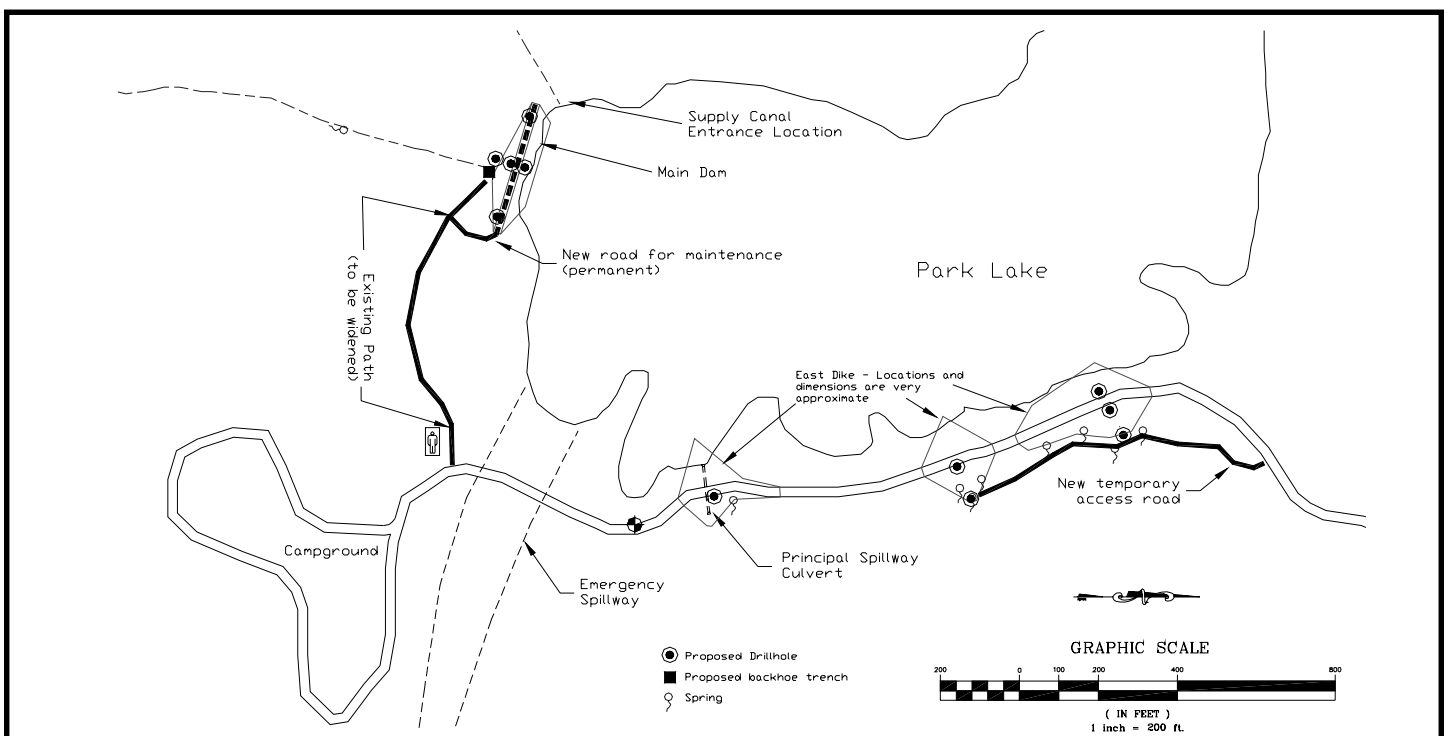 Supply Canal
Entrance Location
Main Dam
New road for maintenance
(permanent)
Existing Path
(to be widened)
Park Lake
East Dike - Locations and
dimensions are very
approximate
New temporary
access road
Campground
Emergency
Spillway
Principal Spillway
Culvert
Proposed Drillhole
Proposed backhoe trench
Spring
GRAPHIC SCALE
200 0 100 200 400 800
( IN FEET )
1 inch = 200 ft.